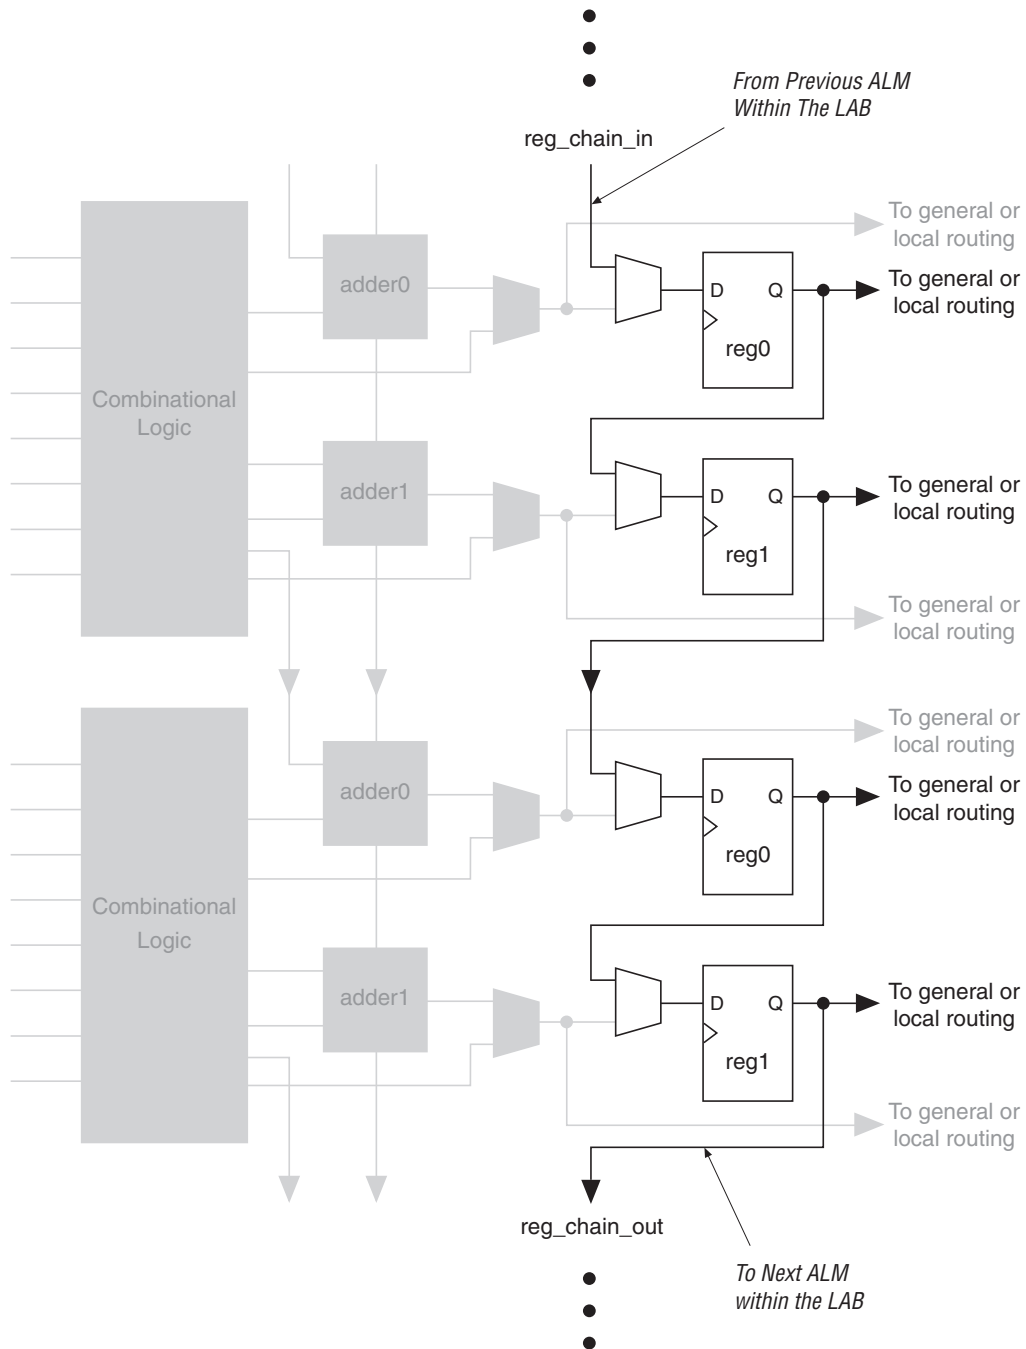 From Previous ALM
Within The LAB
reg_chain_in
To general or
local routing
adder0
To general or
local routing
D Q
reg0
Combinational
Logic
adder1
To general or
local routing
D Q
reg1
To general or
local routing
To general or
local routing
adder0
To general or
local routing
D Q
reg0
Combinational
Logic
adder1
To general or
local routing
D Q
reg1
To general or
local routing
reg_chain_out
To Next ALM
within the LAB